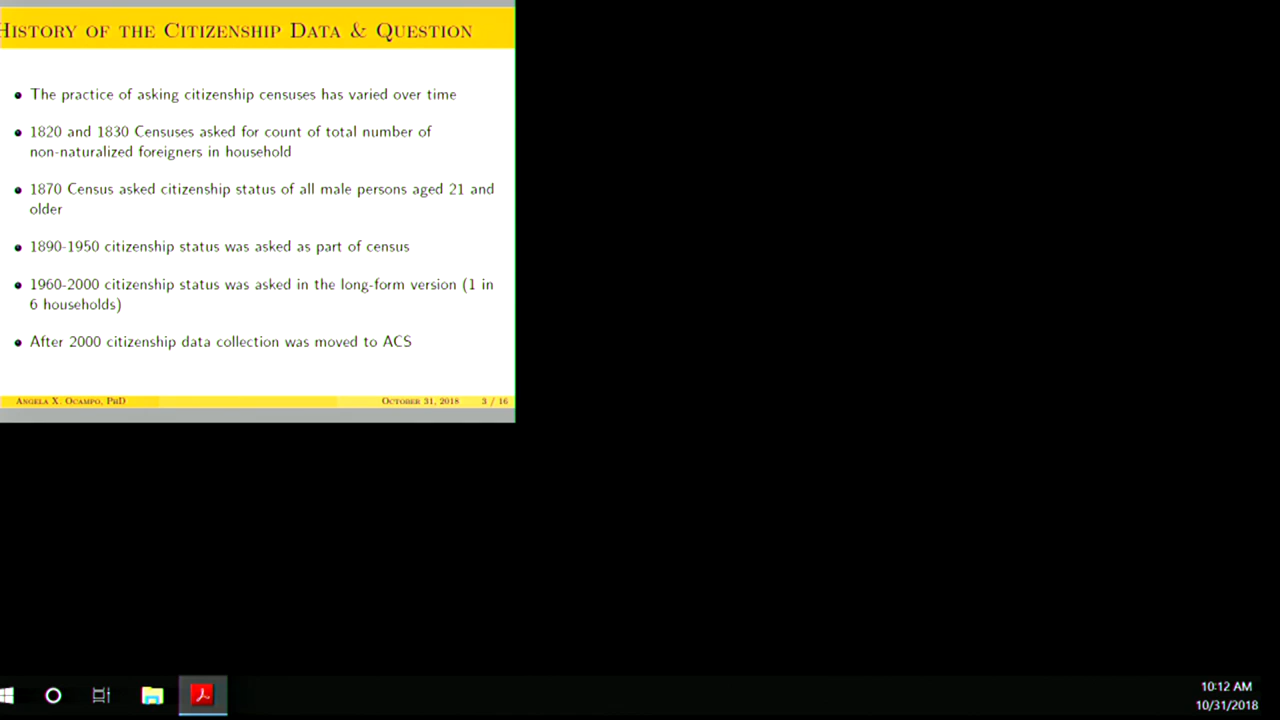 HISTORY OF THE CITIZENSHIP DATA & QUESTION
The practice of asking citizenship censuses has varied over time
1820 and 1830 Censuses asked for count of total number of
non-naturalized foreigners in household
1870 Census asked citizenship status of all male persons aged 21 and
older
1890-1950 citizenship status was asked as part of census
1960-2000 citizenship status was asked in the long-form version (1 in
6 households)
After 2000 citizenship data collection was moved to ACS
ANGELA X. OCAMPO, PHD OCTOBER 31, 2018 3 / 16
10:12 AM
10/31/2018